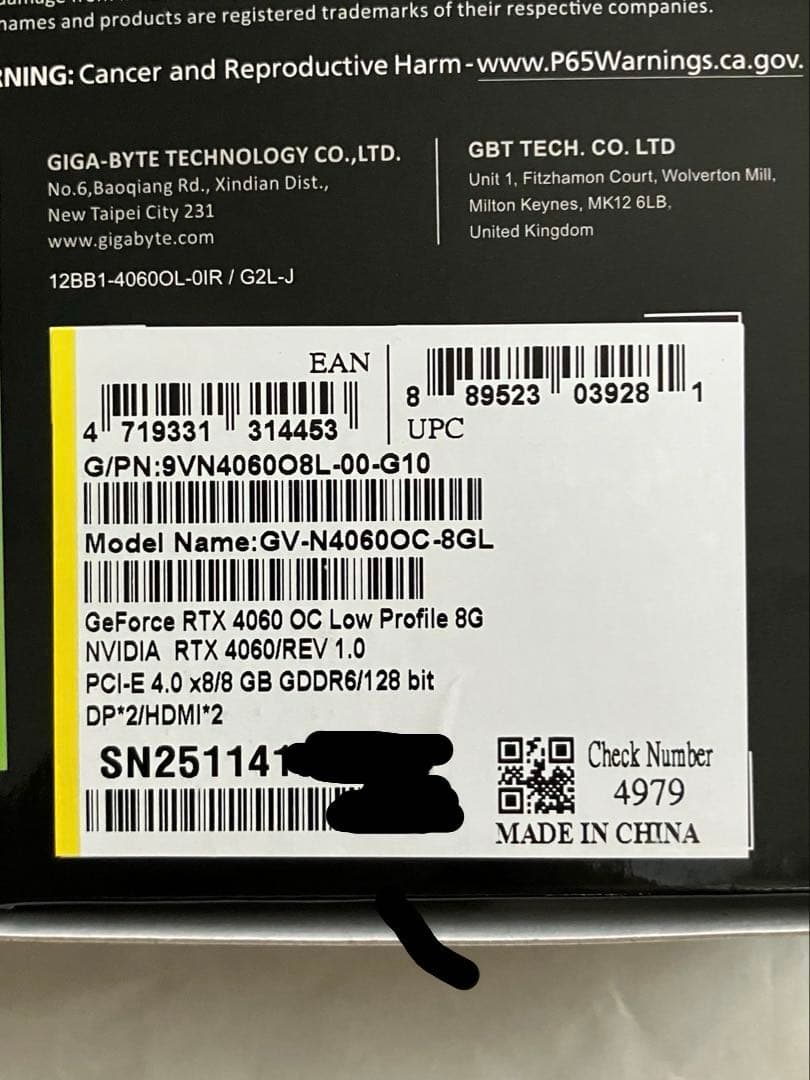 names and products are registered trademarks of their respective companies.
RNING: Cancer and Reproductive Harm-www.P65Warnings.ca.gov.
GIGA-BYTE TECHNOLOGY CO.,LTD.
No.6,Baoqiang Rd., Xindian Dist.,
New Taipei City 231
www.gigabyte.com
GBT TECH. CO. LTD
Unit 1, Fitzhamon Court, Wolverton Mill,
Milton Keynes, MK12 6LB,
United Kingdom
12BB1-4060OL-0IR / G2L-J
EAN
4 719331 314453
8 89523 03928 1
UPC
G/PN:9VN4060O8L-00-G10
Model Name:GV-N4060OC-8GL
GeForce RTX 4060 OC Low Profile 8G
NVIDIA RTX 4060/REV 1.0
PCI-E 4.0 x8/8 GB GDDR6/128 bit
DP*2/HDMI*2
SN251141
Check Number
4979
MADE IN CHINA